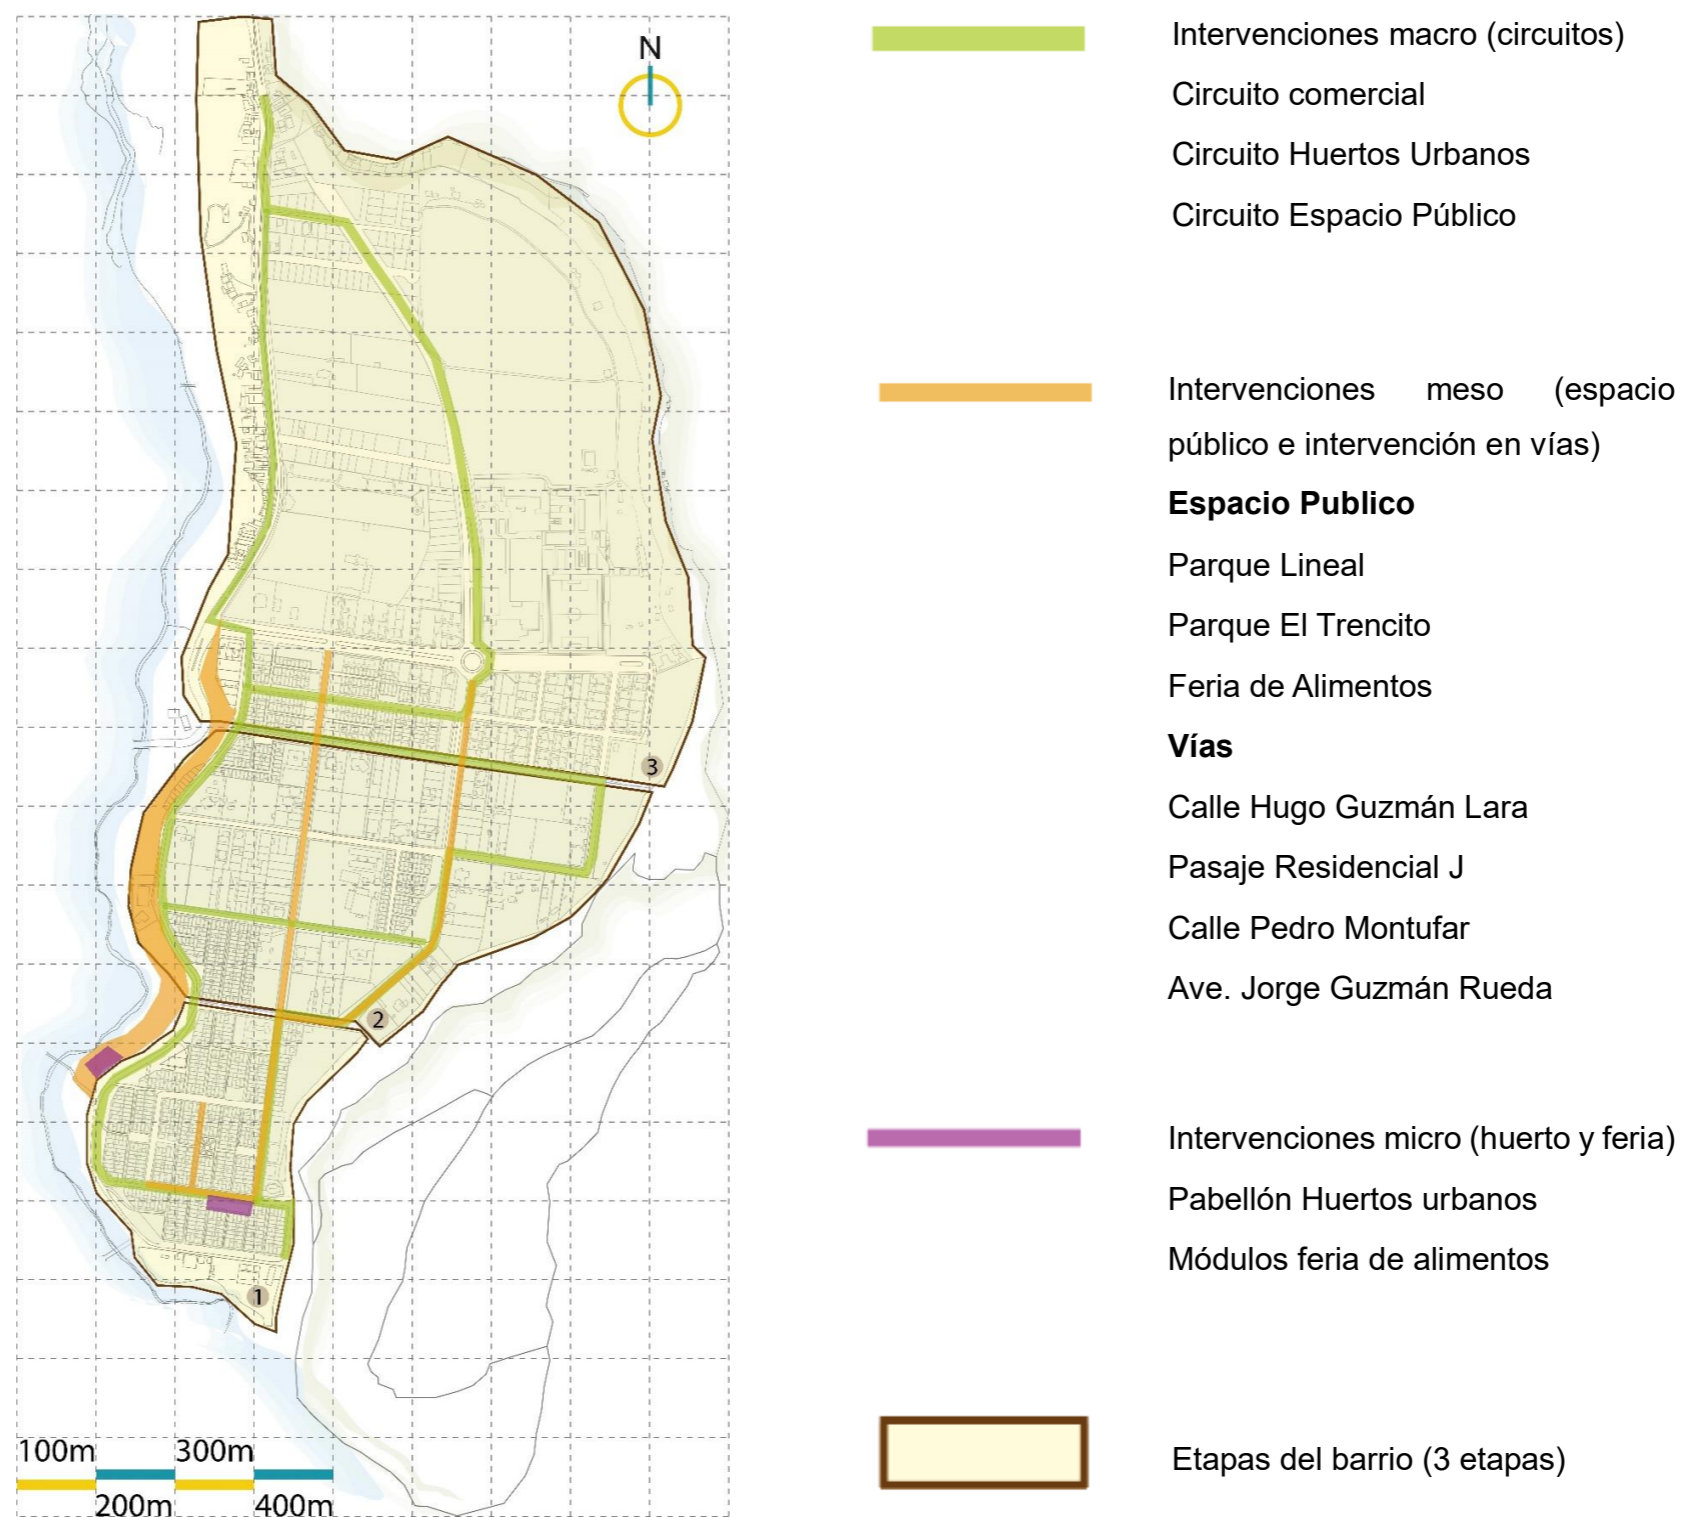 N
3
2
1
100m
300m
200m
400m
Intervenciones macro (circuitos)
Circuito comercial
Circuito Huertos Urbanos
Circuito Espacio Público
Intervenciones meso (espacio
público e intervención en vías)
Espacio Publico
Parque Lineal
Parque El Trencito
Feria de Alimentos
Vías
Calle Hugo Guzmán Lara
Pasaje Residencial J
Calle Pedro Montufar
Ave. Jorge Guzmán Rueda
Intervenciones micro (huerto y feria)
Pabellón Huertos urbanos
Módulos feria de alimentos
Etapas del barrio (3 etapas)